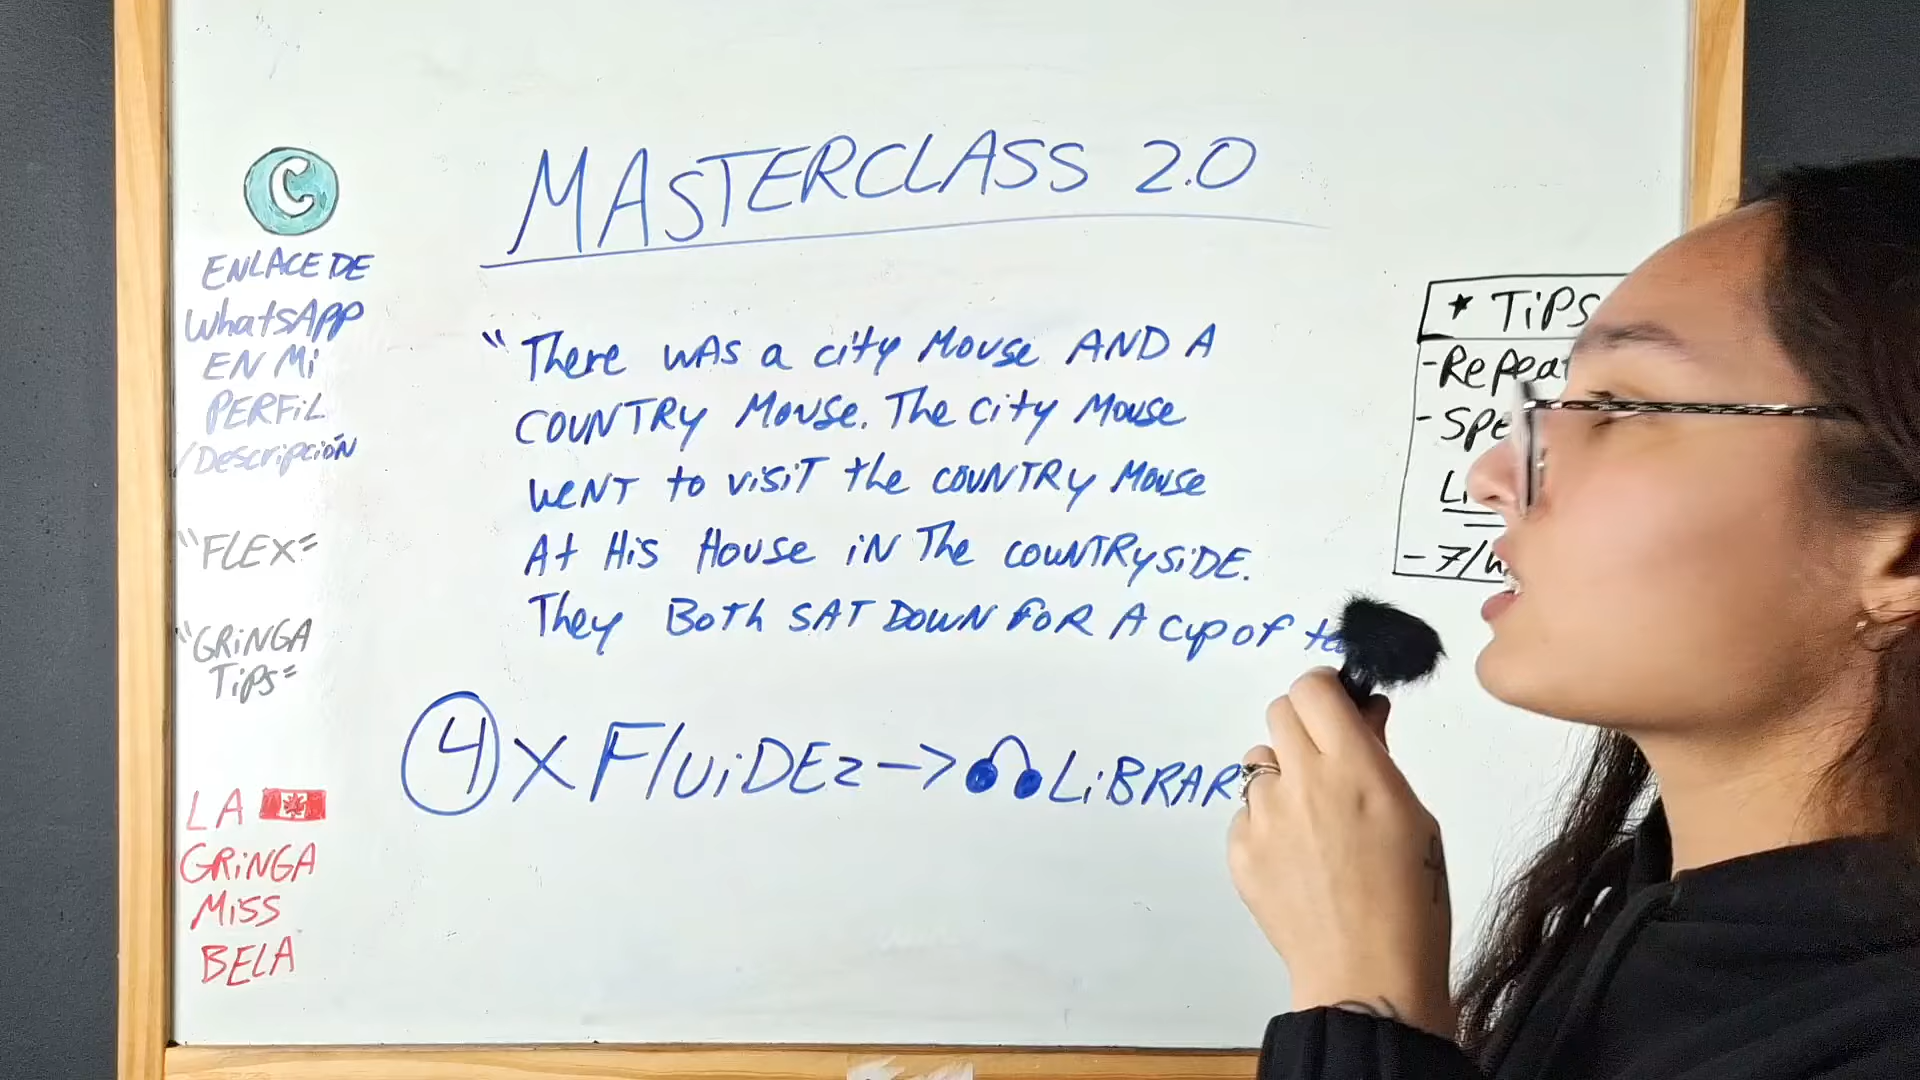 C
ENLACE DE
WhatsApp
EN Mi
PERFiL
/Descripción
"FLEX"
"GRiNGA
TiPS"
LA
GRiNGA
MiSS
BELA
MASTERCLASS 2.0
"There WAS a city Mouse AND A
COUNTRY Mouse. The City Mouse
WENT to visiT the COUNTRY Mouse
At His House iN The COUNTRYSiDE.
They Both SAT DOWN FoR A cup of
4 X FluiDEz -> LiBRAR
* TiPS
-Repeat
-
- 7/